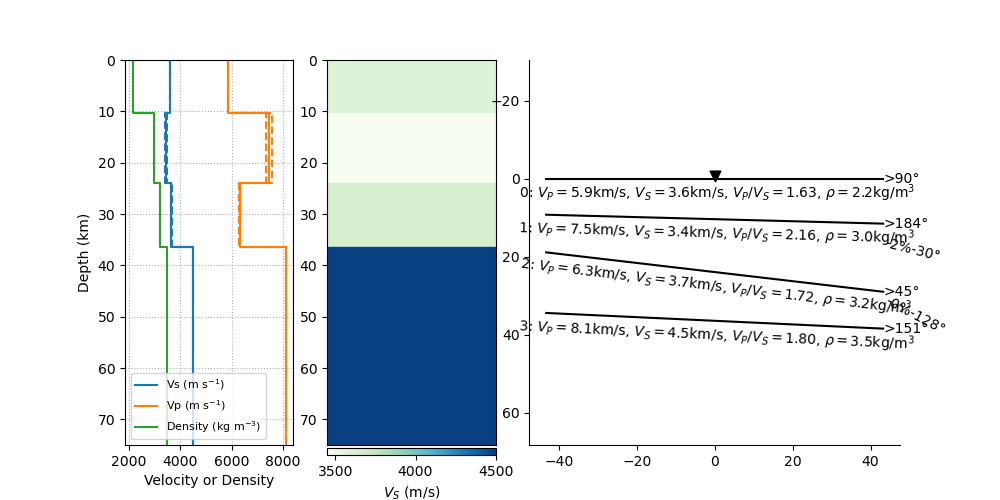 0
10
20
30
40
50
60
70
Depth (km)
2000 4000 6000 8000
Velocity or Density
Vs (m s⁻¹)
Vp (m s⁻¹)
Density (kg m⁻³)
0
10
20
30
40
50
60
70
3500 4000 4500
V_S (m/s)
−20
0
20
40
60
−40 −20 0 20 40
>90°
0: V_P = 5.9km/s, V_S = 3.6km/s, V_P/V_S = 1.63, ρ = 2.2kg/m³
>184°
1: V_P = 7.5km/s, V_S = 3.4km/s, V_P/V_S = 2.16, ρ = 3.0kg/m³
-2%-30°
>45°
2: V_P = 6.3km/s, V_S = 3.7km/s, V_P/V_S = 1.72, ρ = 3.2kg/m³
%-128°
>151°
3: V_P = 8.1km/s, V_S = 4.5km/s, V_P/V_S = 1.80, ρ = 3.5kg/m³